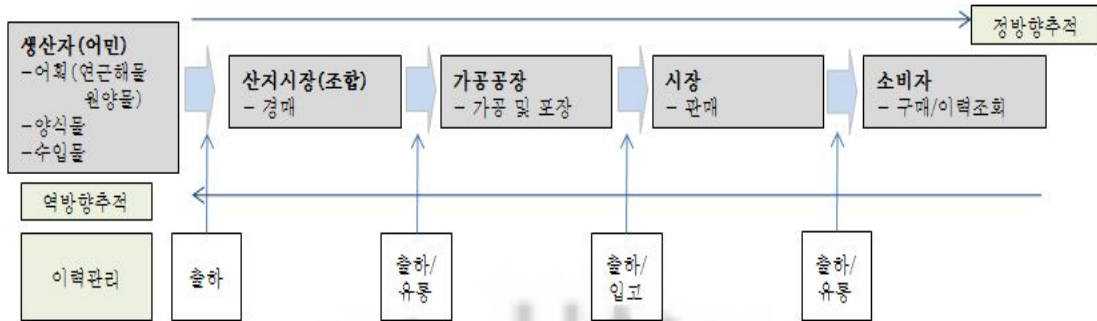 정방향추적
생산자(어민)
-어획(연근해물
원양물)
-양식물
-수입물
산지시장(조합)
- 경매
가공공장
- 가공 및 포장
시장
- 판매
소비자
- 구매/이력조회
역방향추적
이력관리
출하
출하/
유통
출하/
입고
출하/
유통